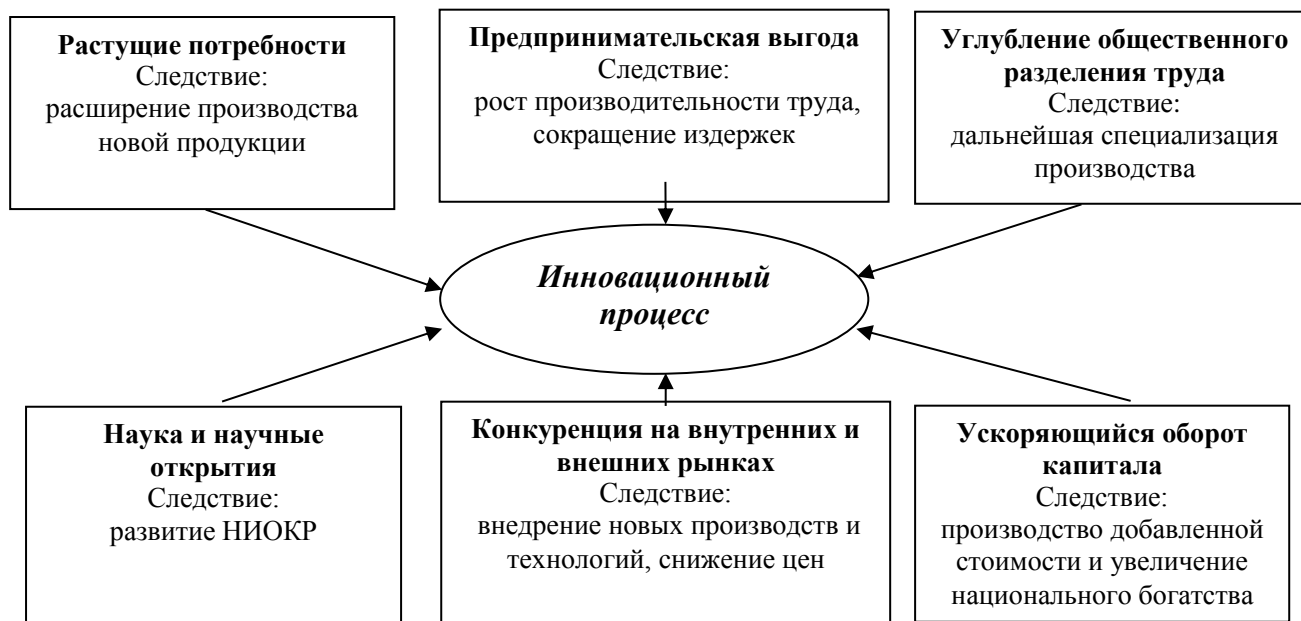 Растущие потребности
Следствие:
расширение производства
новой продукции
Предпринимательская выгода
Следствие:
рост производительности труда,
сокращение издержек
Углубление общественного
разделения труда
Следствие:
дальнейшая специализация
производства
Инновационный
процесс
Наука и научные
открытия
Следствие:
развитие НИОКР
Конкуренция на внутренних и
внешних рынках
Следствие:
внедрение новых производств и
технологий, снижение цен
Ускоряющийся оборот
капитала
Следствие:
производство добавленной
стоимости и увеличение
национального богатства